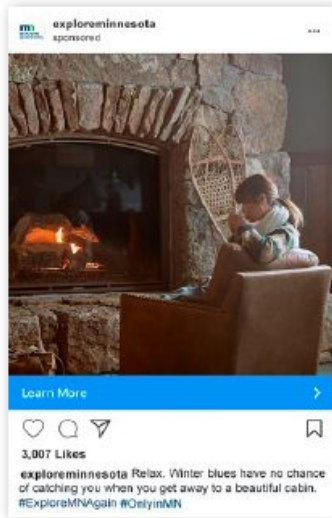 exploreminnesota
sponsored
Learn More
3,007 Likes
exploreminnesota Relax. Winter blues have no chance
of catching you when you get away to a beautiful cabin.
#ExploreMNAgain #OnlyinMN